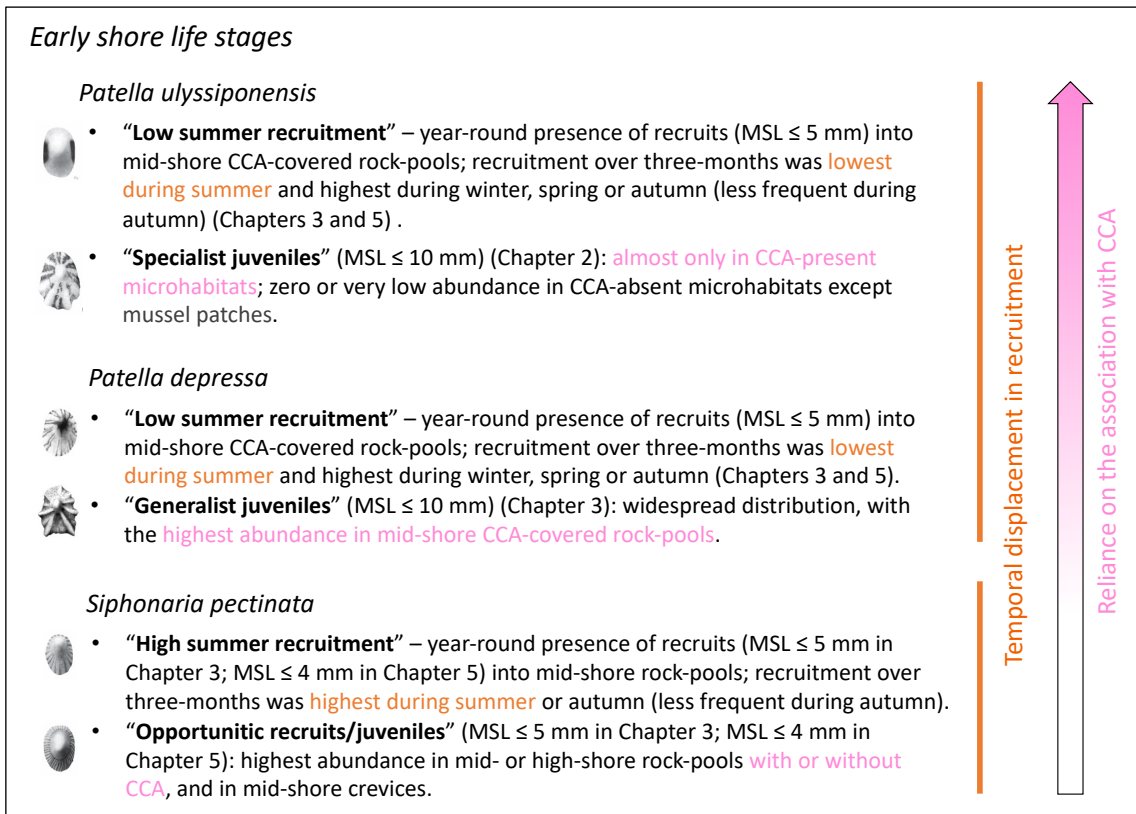 Early shore life stages
Patella ulyssiponensis
• “Low summer recruitment” – year-round presence of recruits (MSL ≤ 5 mm) into
mid-shore CCA-covered rock-pools; recruitment over three-months was lowest
during summer and highest during winter, spring or autumn (less frequent during
autumn) (Chapters 3 and 5) .
• “Specialist juveniles” (MSL ≤ 10 mm) (Chapter 2): almost only in CCA-present
microhabitats; zero or very low abundance in CCA-absent microhabitats except
mussel patches.
Patella depressa
• “Low summer recruitment” – year-round presence of recruits (MSL ≤ 5 mm) into
mid-shore CCA-covered rock-pools; recruitment over three-months was lowest
during summer and highest during winter, spring or autumn (Chapters 3 and 5).
• “Generalist juveniles” (MSL ≤ 10 mm) (Chapter 3): widespread distribution, with
the highest abundance in mid-shore CCA-covered rock-pools.
Siphonaria pectinata
• “High summer recruitment” – year-round presence of recruits (MSL ≤ 5 mm in
Chapter 3; MSL ≤ 4 mm in Chapter 5) into mid-shore rock-pools; recruitment over
three-months was highest during summer or autumn (less frequent during autumn).
• “Opportunitic recruits/juveniles” (MSL ≤ 5 mm in Chapter 3; MSL ≤ 4 mm in
Chapter 5): highest abundance in mid- or high-shore rock-pools with or without
CCA, and in mid-shore crevices.
Temporal displacement in recruitment
Reliance on the association with CCA